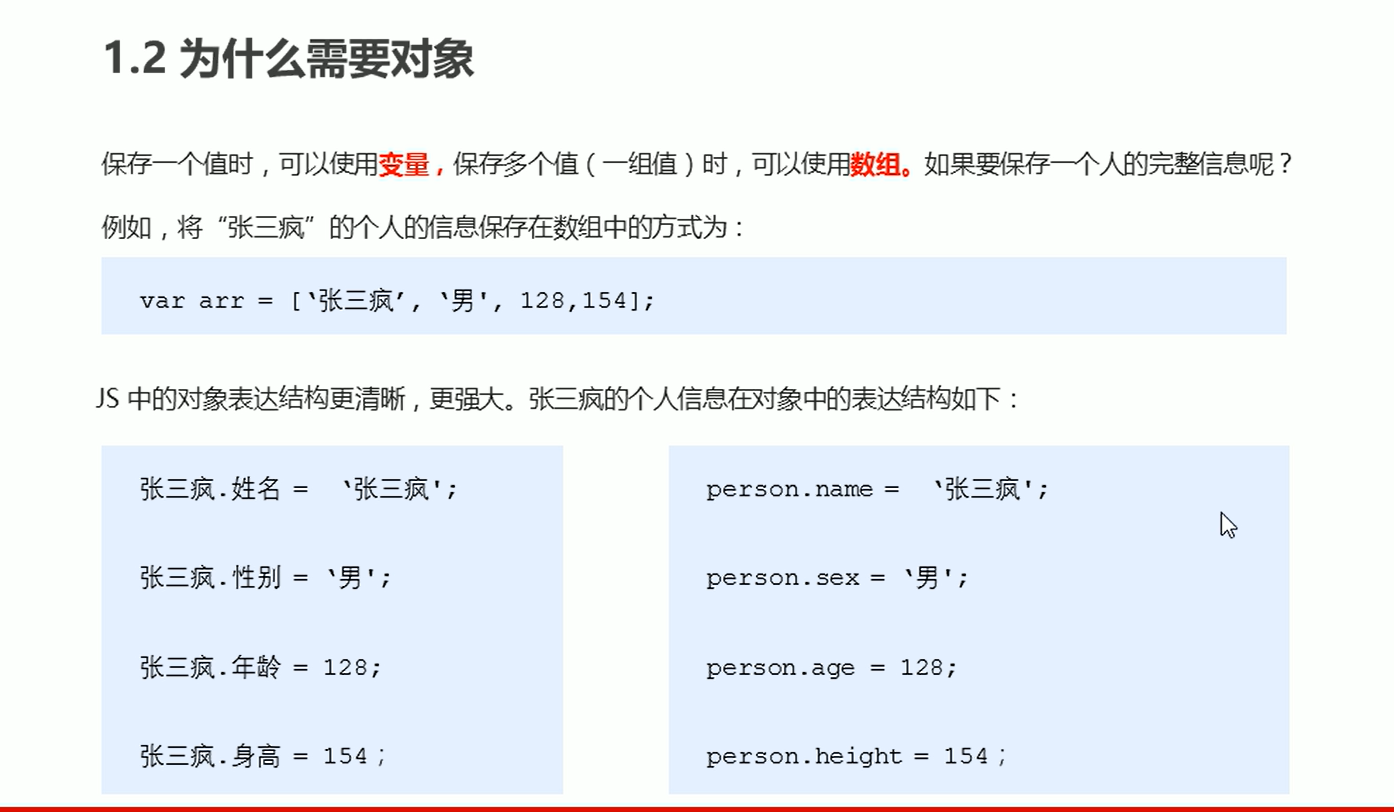 1.2 为什么需要对象
保存一个值时，可以使用变量，保存多个值（一组值）时，可以使用数组。如果要保存一个人的完整信息呢？
例如，将“张三疯”的个人的信息保存在数组中的方式为：
var arr = [‘张三疯’, ‘男', 128,154];
JS 中的对象表达结构更清晰，更强大。张三疯的个人信息在对象中的表达结构如下：
张三疯.姓名 = ‘张三疯';
张三疯.性别 = ‘男';
张三疯.年龄 = 128;
张三疯.身高 = 154；
person.name = ‘张三疯';
person.sex = ‘男';
person.age = 128;
person.height = 154；